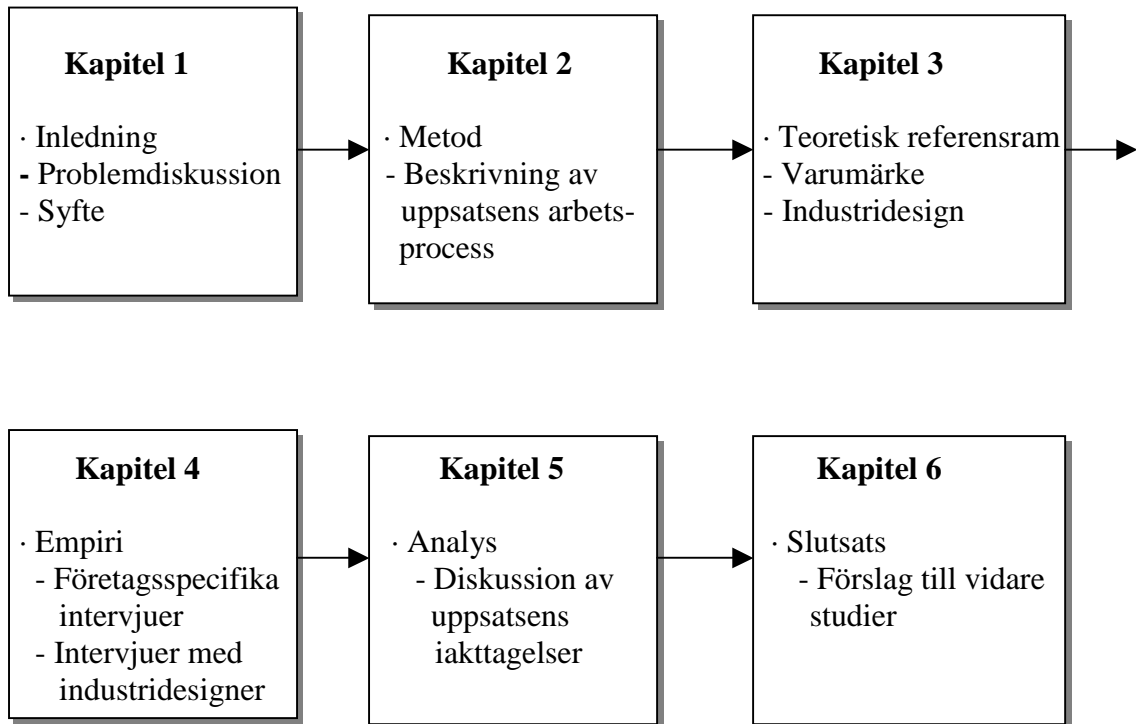 Kapitel 1
· Inledning
- Problemdiskussion
- Syfte
Kapitel 2
· Metod
- Beskrivning av
uppsatsens arbets-
process
Kapitel 3
· Teoretisk referensram
- Varumärke
- Industridesign
Kapitel 4
· Empiri
- Företagsspecifika
intervjuer
- Intervjuer med
industridesigner
Kapitel 5
· Analys
- Diskussion av
uppsatsens
iakttagelser
Kapitel 6
· Slutsats
- Förslag till vidare
studier